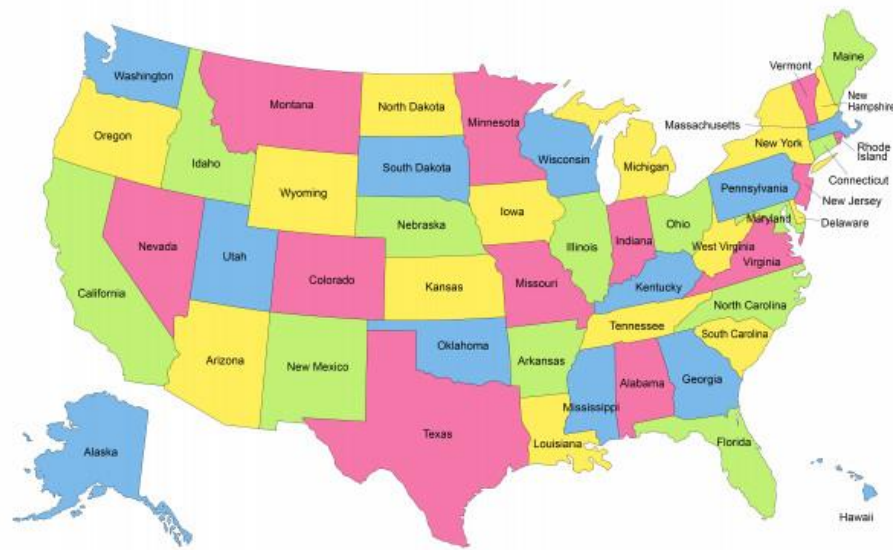 Washington
Montana
North Dakota
Minnesota
Vermont
Maine
New
Hampshire
Massachusetts
Oregon
Idaho
South Dakota
Wisconsin
New York
Rhode
Island
Michigan
Wyoming
Connecticut
Pennsylvania
New Jersey
Iowa
Nebraska
Ohio
Maryland
Delaware
Nevada
Utah
Illinois
Indiana
West Virginia
Virginia
Colorado
California
Kansas
Missouri
Kentucky
North Carolina
Tennessee
South Carolina
Arizona
New Mexico
Oklahoma
Arkansas
Alabama
Georgia
Mississippi
Texas
Louisiana
Florida
Alaska
Hawaii